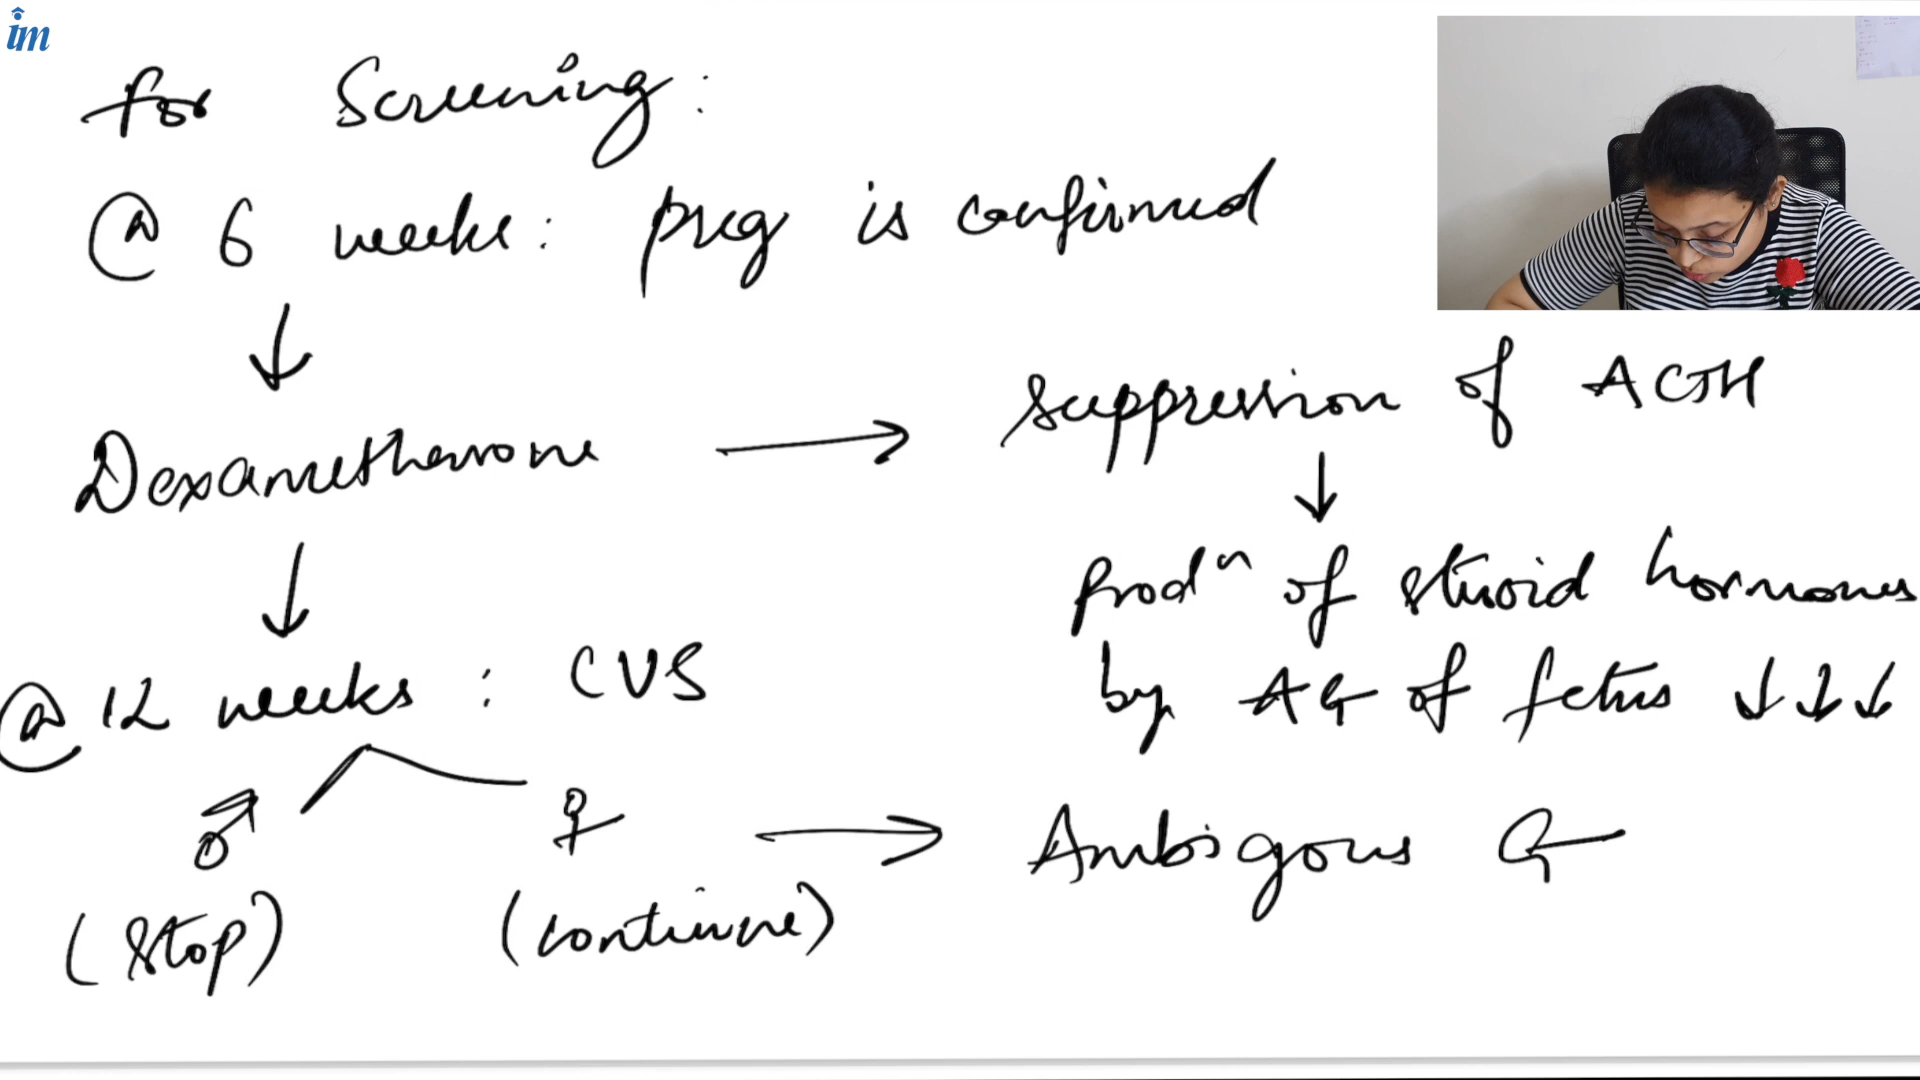 im
for Screening:
@ 6 weeks: preg is confirmed
↓
Dexamethasone → Suppression of ACTH
↓ ↓
Prodⁿ of steroid hormones
by AG of fetus ↓↓↓
@ 12 weeks : CVS
♂ ♀ → Ambigous G
(Stop) (continue)